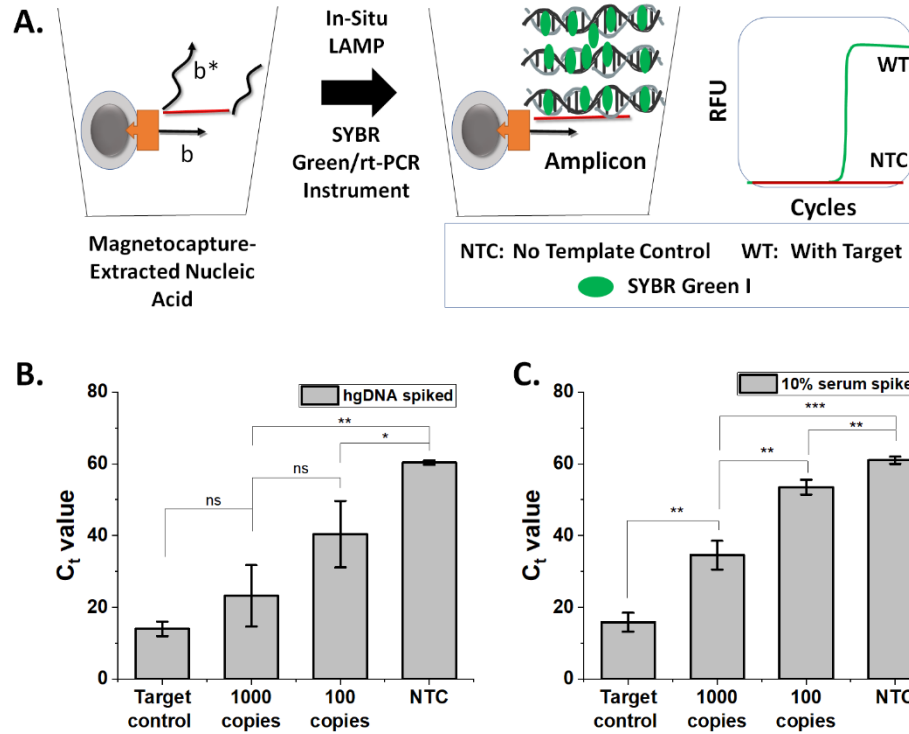 A.
b*
b
Magnetocapture-
Extracted Nucleic
Acid
In-Situ
LAMP
SYBR
Green/rt-PCR
Instrument
Amplicon
RFU
WT
NTC
Cycles
NTC: No Template Control WT: With Target
SYBR Green I
B.
hgDNA spiked
**
*
ns
ns
80
60
40
20
0
Ct value
Target control
1000 copies
100 copies
NTC
C.
10% serum spike
***
**
**
**
80
60
40
20
0
Ct value
Target control
1000 copies
100 copies
NTC